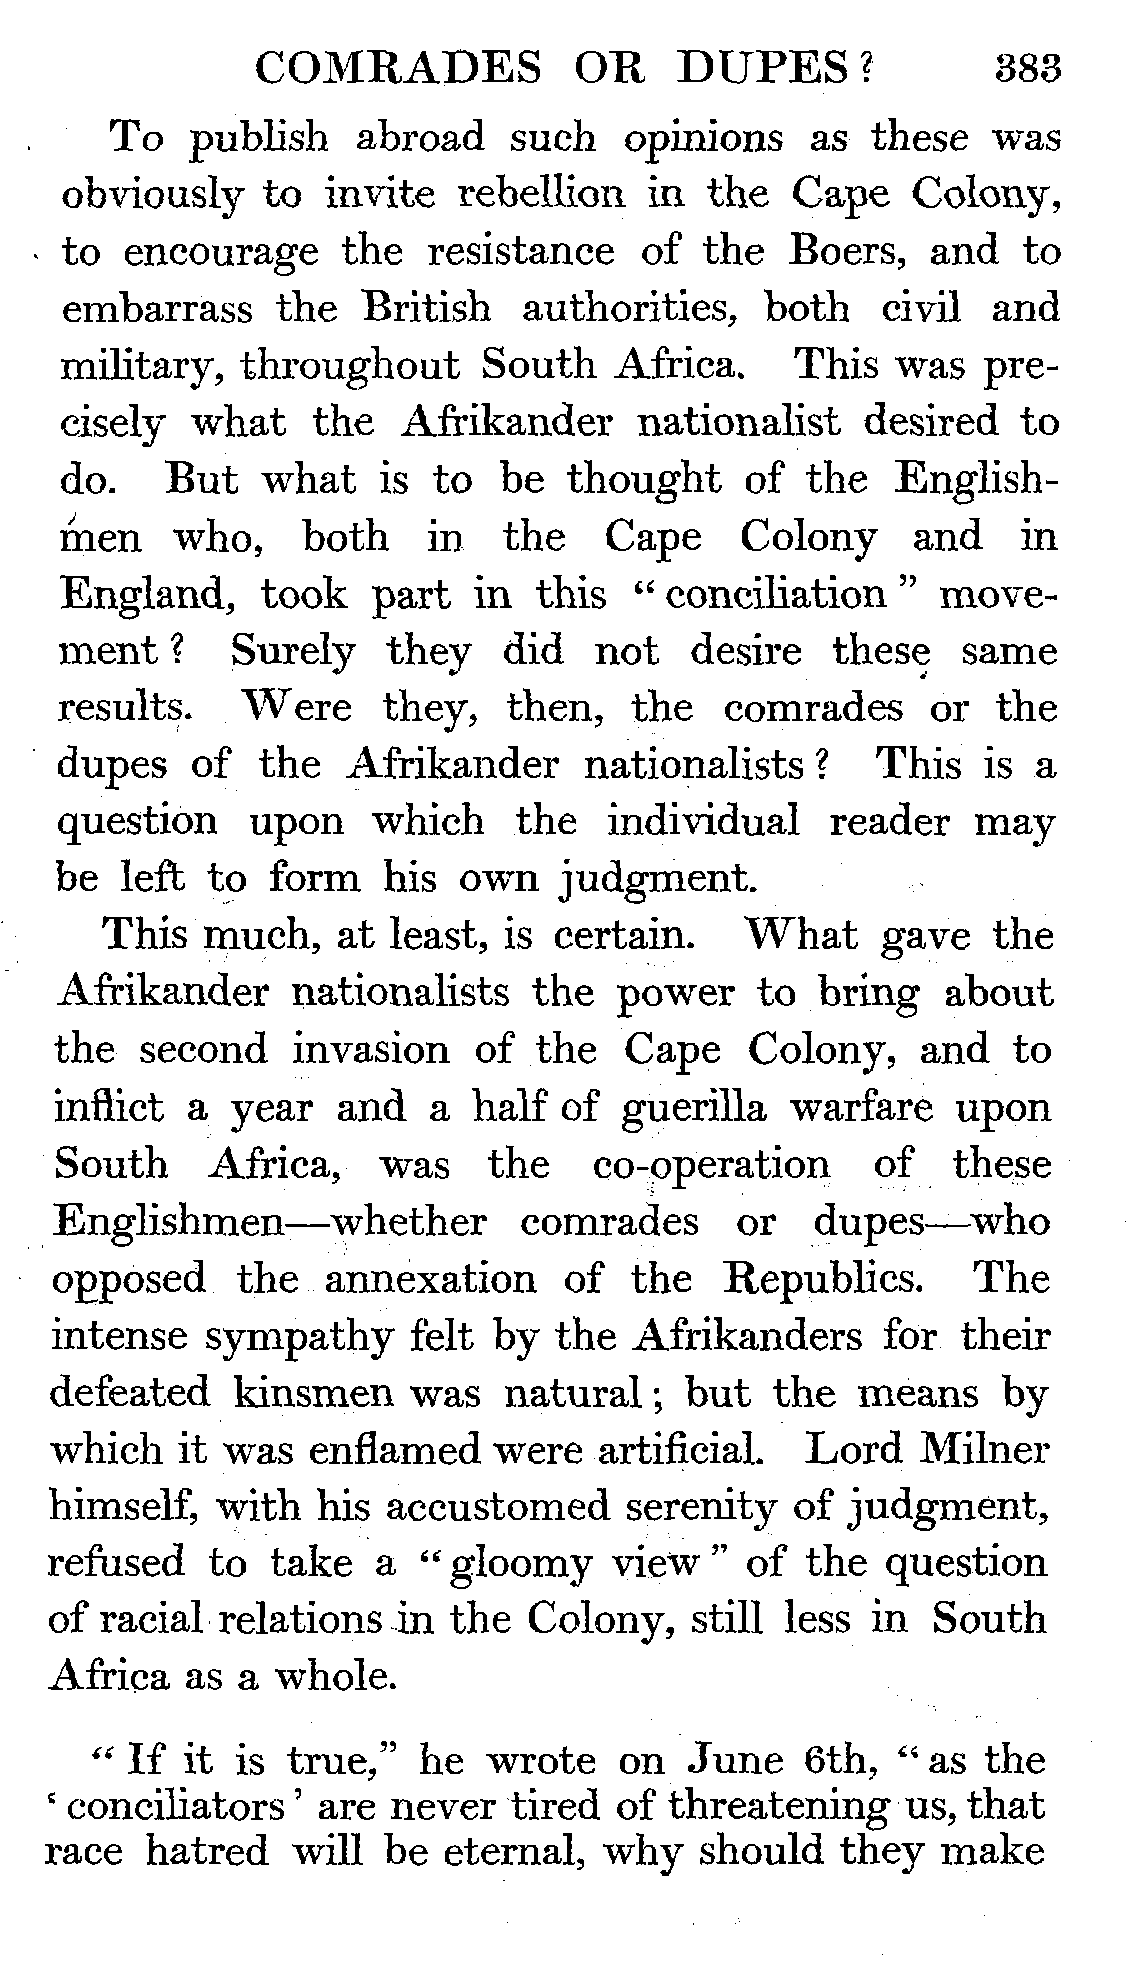 COMRADES OR DUPES? 383
To publish abroad such opinions as these was
obviously to invite rebellion in the Cape Colony,
to encourage the resistance of the Boers, and to
embarrass the British authorities, both civil and
military, throughout South Africa. This was pre-
cisely what the Afrikander nationalist desired to
do. But what is to be thought of the English-
men who, both in the Cape Colony and in
England, took part in this “ conciliation ” move-
ment ? Surely they did not desire these same
results. Were they, then, the comrades or the
dupes of the Afrikander nationalists ? This is a
question upon which the individual reader may
be left to form his own judgment.
This much, at least, is certain. What gave the
Afrikander nationalists the power to bring about
the second invasion of the Cape Colony, and to
inflict a year and a half of guerilla warfare upon
South Africa, was the co-operation of these
Englishmen—whether comrades or dupes—who
opposed the annexation of the Republics. The
intense sympathy felt by the Afrikanders for their
defeated kinsmen was natural ; but the means by
which it was enflamed were artificial. Lord Milner
himself, with his accustomed serenity of judgment,
refused to take a “ gloomy view ” of the question
of racial relations in the Colony, still less in South
Africa as a whole.
“ If it is true,” he wrote on June 6th, “ as the
‘ conciliators ’ are never tired of threatening us, that
race hatred will be eternal, why should they make